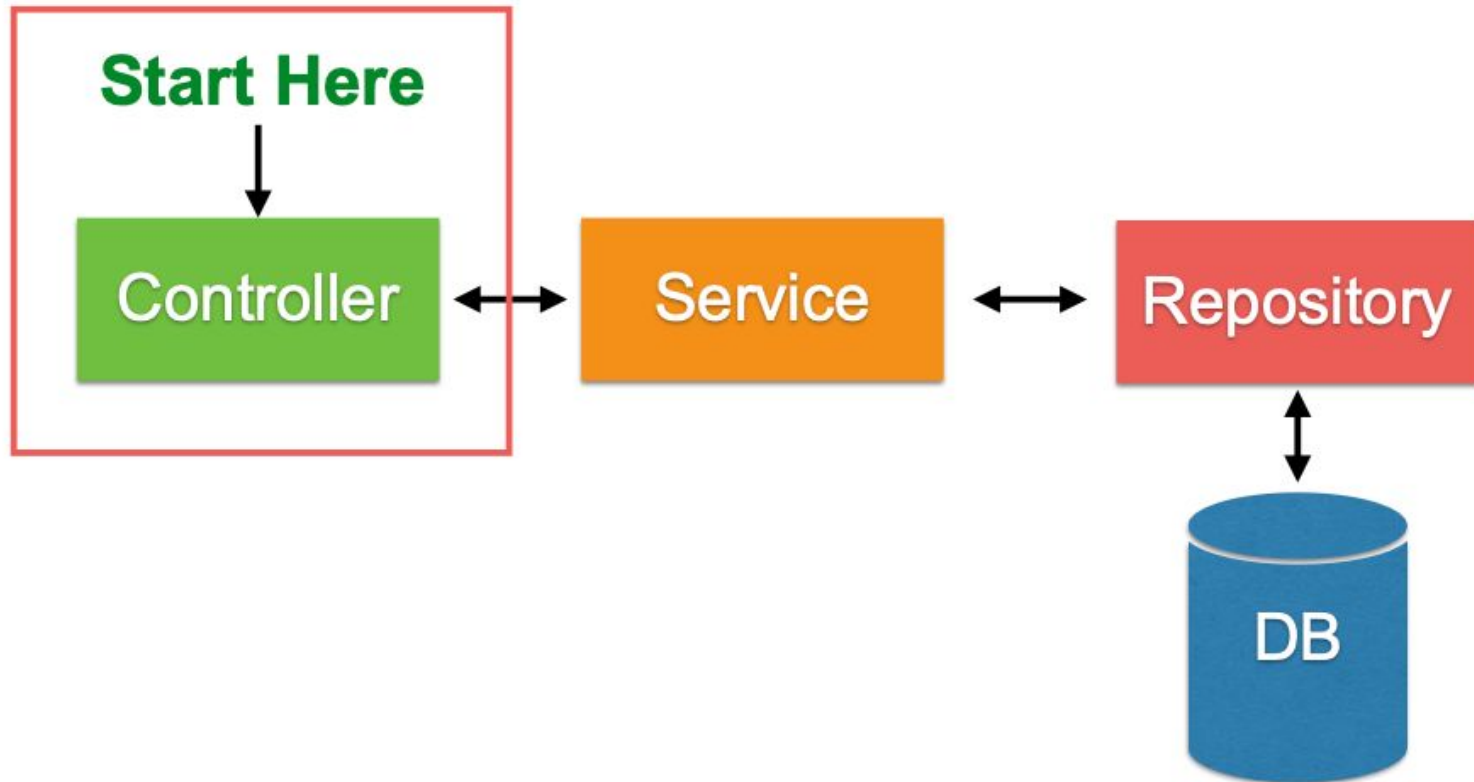 Start Here
Controller
Service
Repository
DB